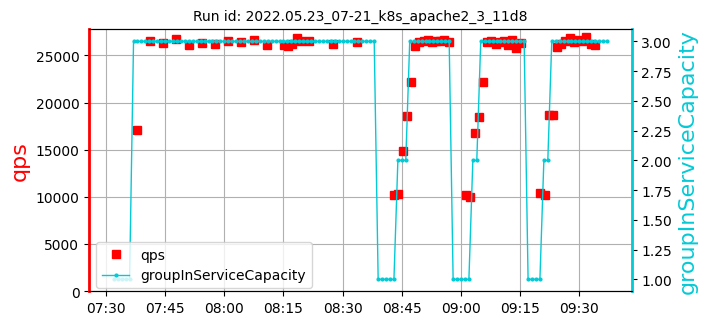 Run id: 2022.05.23_07-21_k8s_apache2_3_11d8
25000
20000
15000
10000
5000
0
qps
3.00
2.75
2.50
2.25
2.00
1.75
1.50
1.25
1.00
groupInServiceCapacity
qps
groupInServiceCapacity
07:30 07:45 08:00 08:15 08:30 08:45 09:00 09:15 09:30